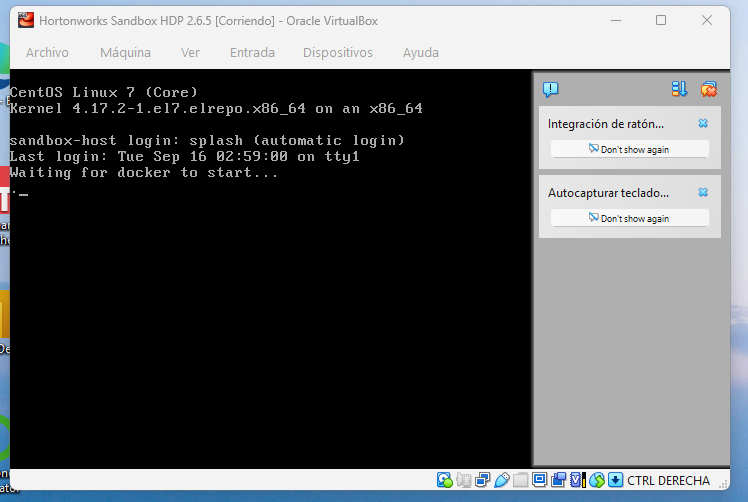 Hortonworks Sandbox HDP 2.6.5 [Corriendo] - Oracle VirtualBox
Archivo Máquina Ver Entrada Dispositivos Ayuda
CentOS Linux 7 (Core)
Kernel 4.17.2-1.el7.elrepo.x86_64 on an x86_64
sandbox-host login: splash (automatic login)
Last login: Tue Sep 16 02:59:00 on tty1
Waiting for docker to start...
._
Integración de ratón...
Don't show again
Autocapturar teclado...
Don't show again
CTRL DERECHA